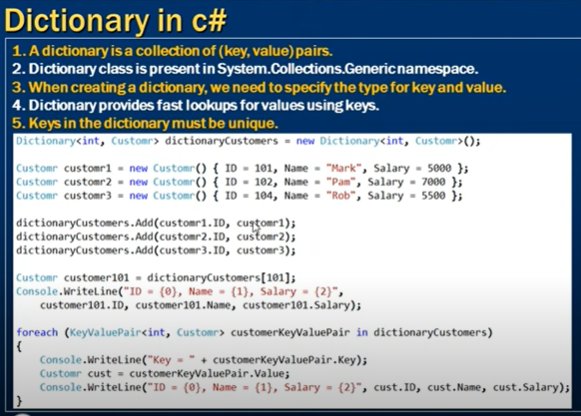 Dictionary in c#
1. A dictionary is a collection of (key, value) pairs.
2. Dictionary class is present in System.Collections.Generic namespace.
3. When creating a dictionary, we need to specify the type for key and value.
4. Dictionary provides fast lookups for values using keys.
5. Keys in the dictionary must be unique.
Dictionary<int, Customr> dictionaryCustomers = new Dictionary<int, Customr>();
Customr customr1 = new Customr() { ID = 101, Name = "Mark", Salary = 5000 };
Customr customr2 = new Customr() { ID = 102, Name = "Pam", Salary = 7000 };
Customr customr3 = new Customr() { ID = 104, Name = "Rob", Salary = 5500 };
dictionaryCustomers.Add(customr1.ID, customr1);
dictionaryCustomers.Add(customr2.ID, customr2);
dictionaryCustomers.Add(customr3.ID, customr3);
Customr customer101 = dictionaryCustomers[101];
Console.WriteLine("ID = {0}, Name = {1}, Salary = {2}",
customer101.ID, customer101.Name, customer101.Salary);
foreach (KeyValuePair<int, Customr> customerKeyValuePair in dictionaryCustomers)
{
Console.WriteLine("Key = " + customerKeyValuePair.Key);
Customr cust = customerKeyValuePair.Value;
Console.WriteLine("ID = {0}, Name = {1}, Salary = {2}", cust.ID, cust.Name, cust.Salary);
}